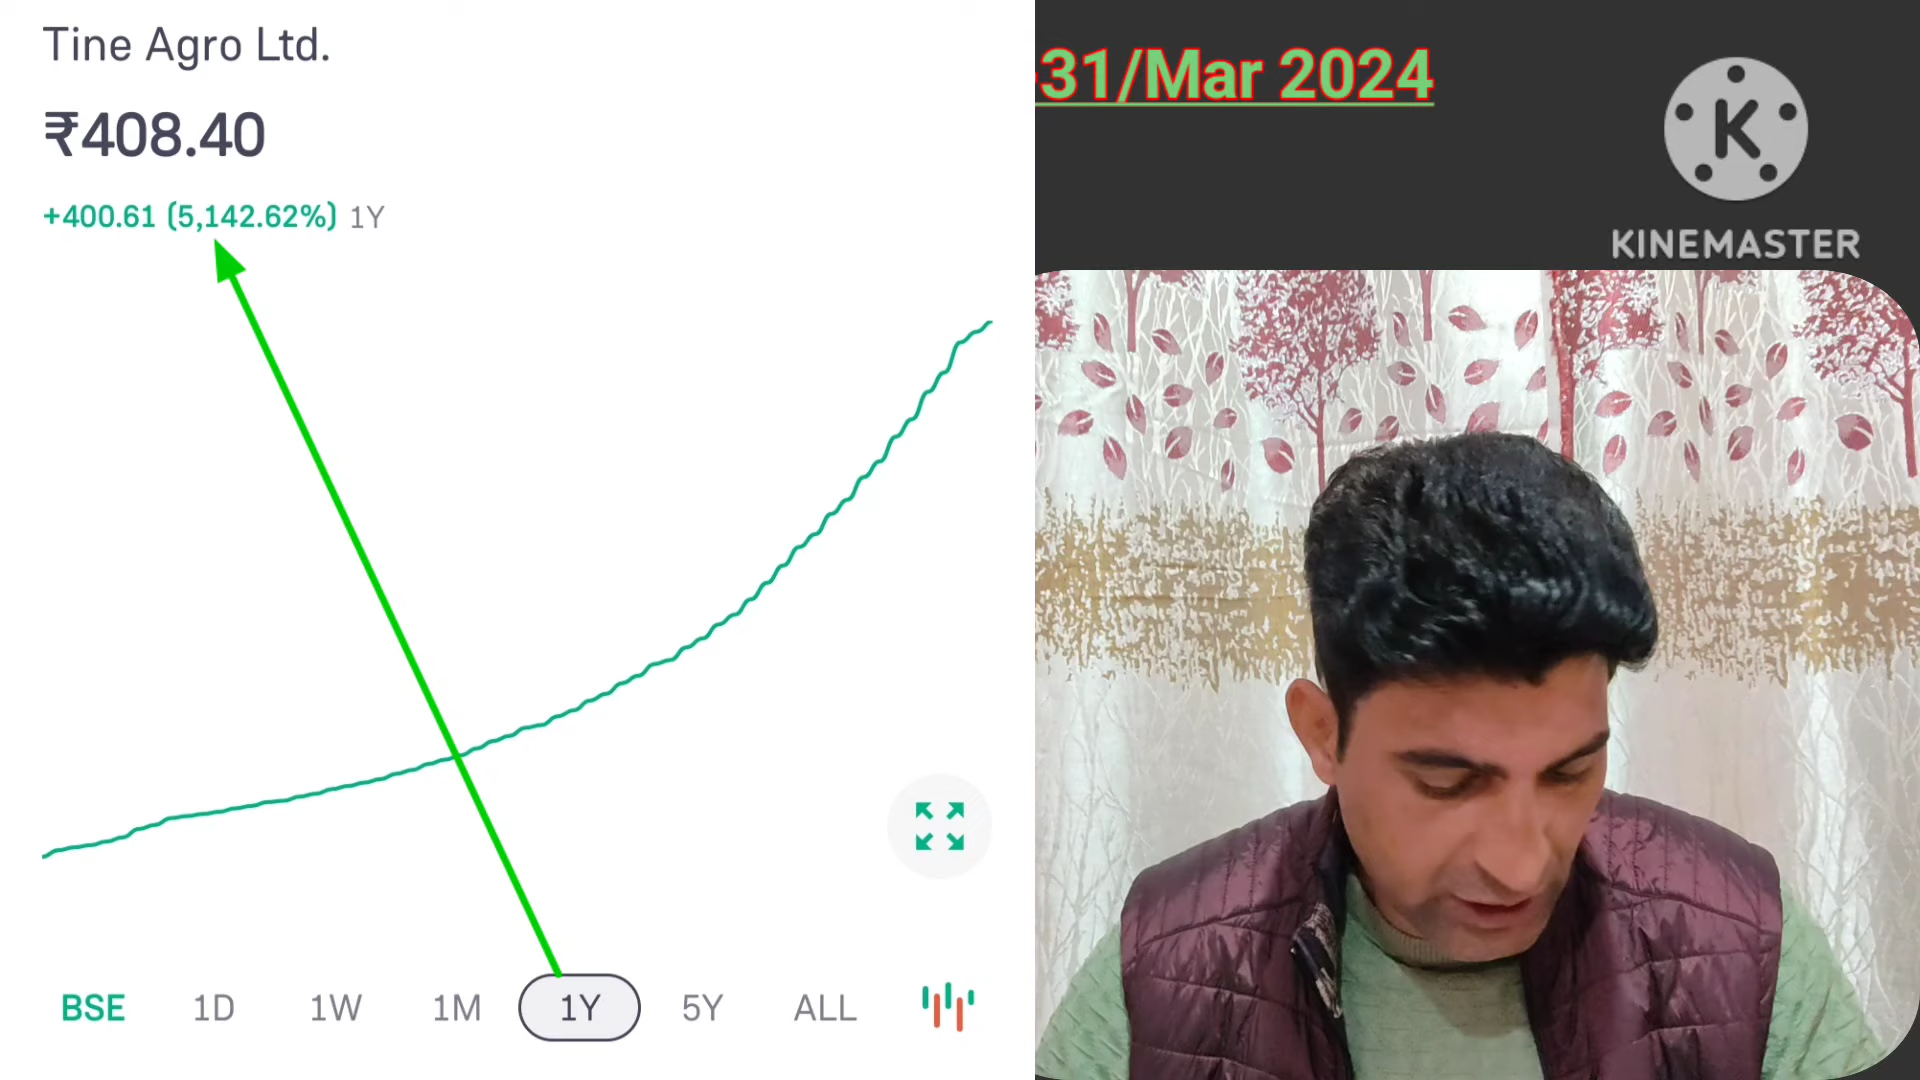 Tine Agro Ltd.
₹408.40
+400.61 (5,142.62%) 1Y
BSE 1D 1W 1M 1Y 5Y ALL
-31/Mar 2024
K
KINEMASTER